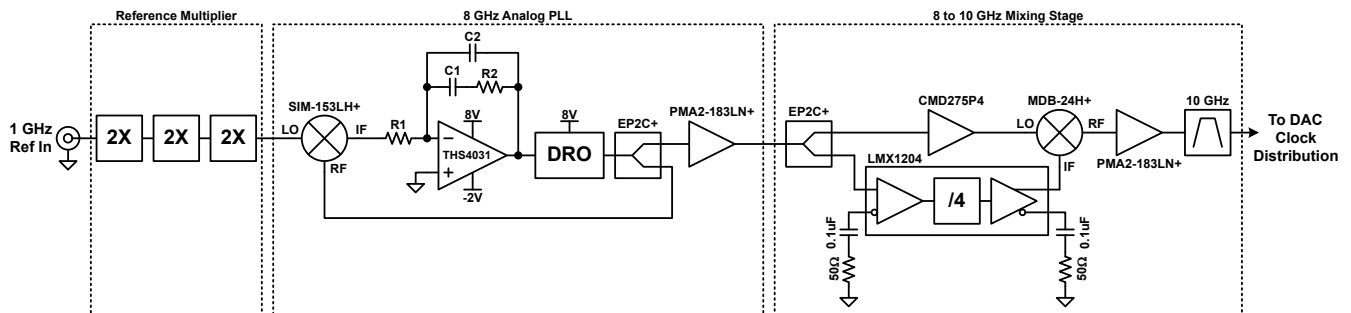 Reference Multiplier
8 GHz Analog PLL
8 to 10 GHz Mixing Stage
C2
C1
R2
SIM-153LH+
1 GHz
Ref In
2X
2X
2X
LO
IF
RF
R1
8V
THS4031
-2V
8V
DRO
EP2C+
PMA2-183LN+
EP2C+
CMD275P4
MDB-24H+
LO
RF
IF
10 GHz
PMA2-183LN+
To DAC
Clock
Distribution
LMX1204
/4
0.1uF
50Ω
0.1uF
50Ω